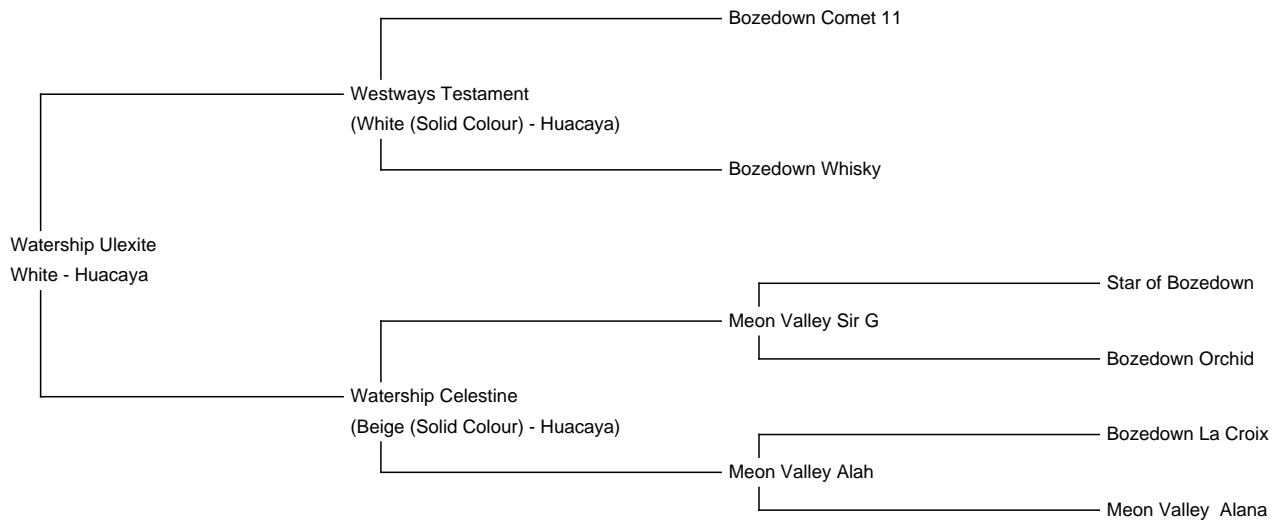 Bozedown Comet 11
Westways Testament
(White (Solid Colour) - Huacaya)
Bozedown Whisky
Watership Ulexite
White - Huacaya
Star of Bozedown
Meon Valley Sir G
Bozedown Orchid
Watership Celestine
(Beige (Solid Colour) - Huacaya)
Bozedown La Croix
Meon Valley Alah
Meon Valley  Alana